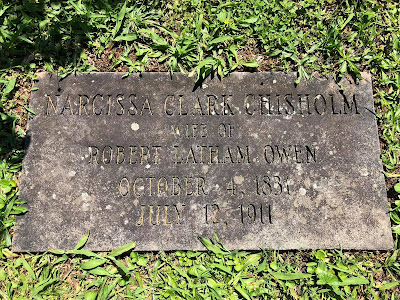 NARCISSA CLARK CHISHOLM
WIFE OF
ROBERT LATHAM OWEN
OCTOBER 4, 1831
JULY 12, 1911